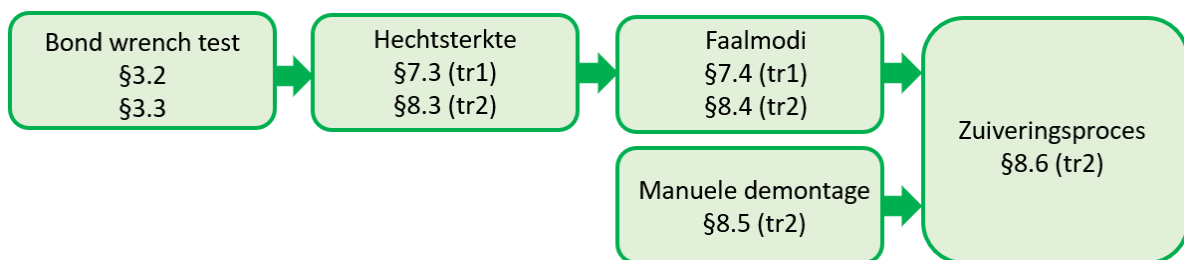 Bond wrench test
§3.2
§3.3
Hechtsterkte
§7.3 (tr1)
§8.3 (tr2)
Faalmodi
§7.4 (tr1)
§8.4 (tr2)
Manuele demontage
§8.5 (tr2)
Zuiveringsproces
§8.6 (tr2)